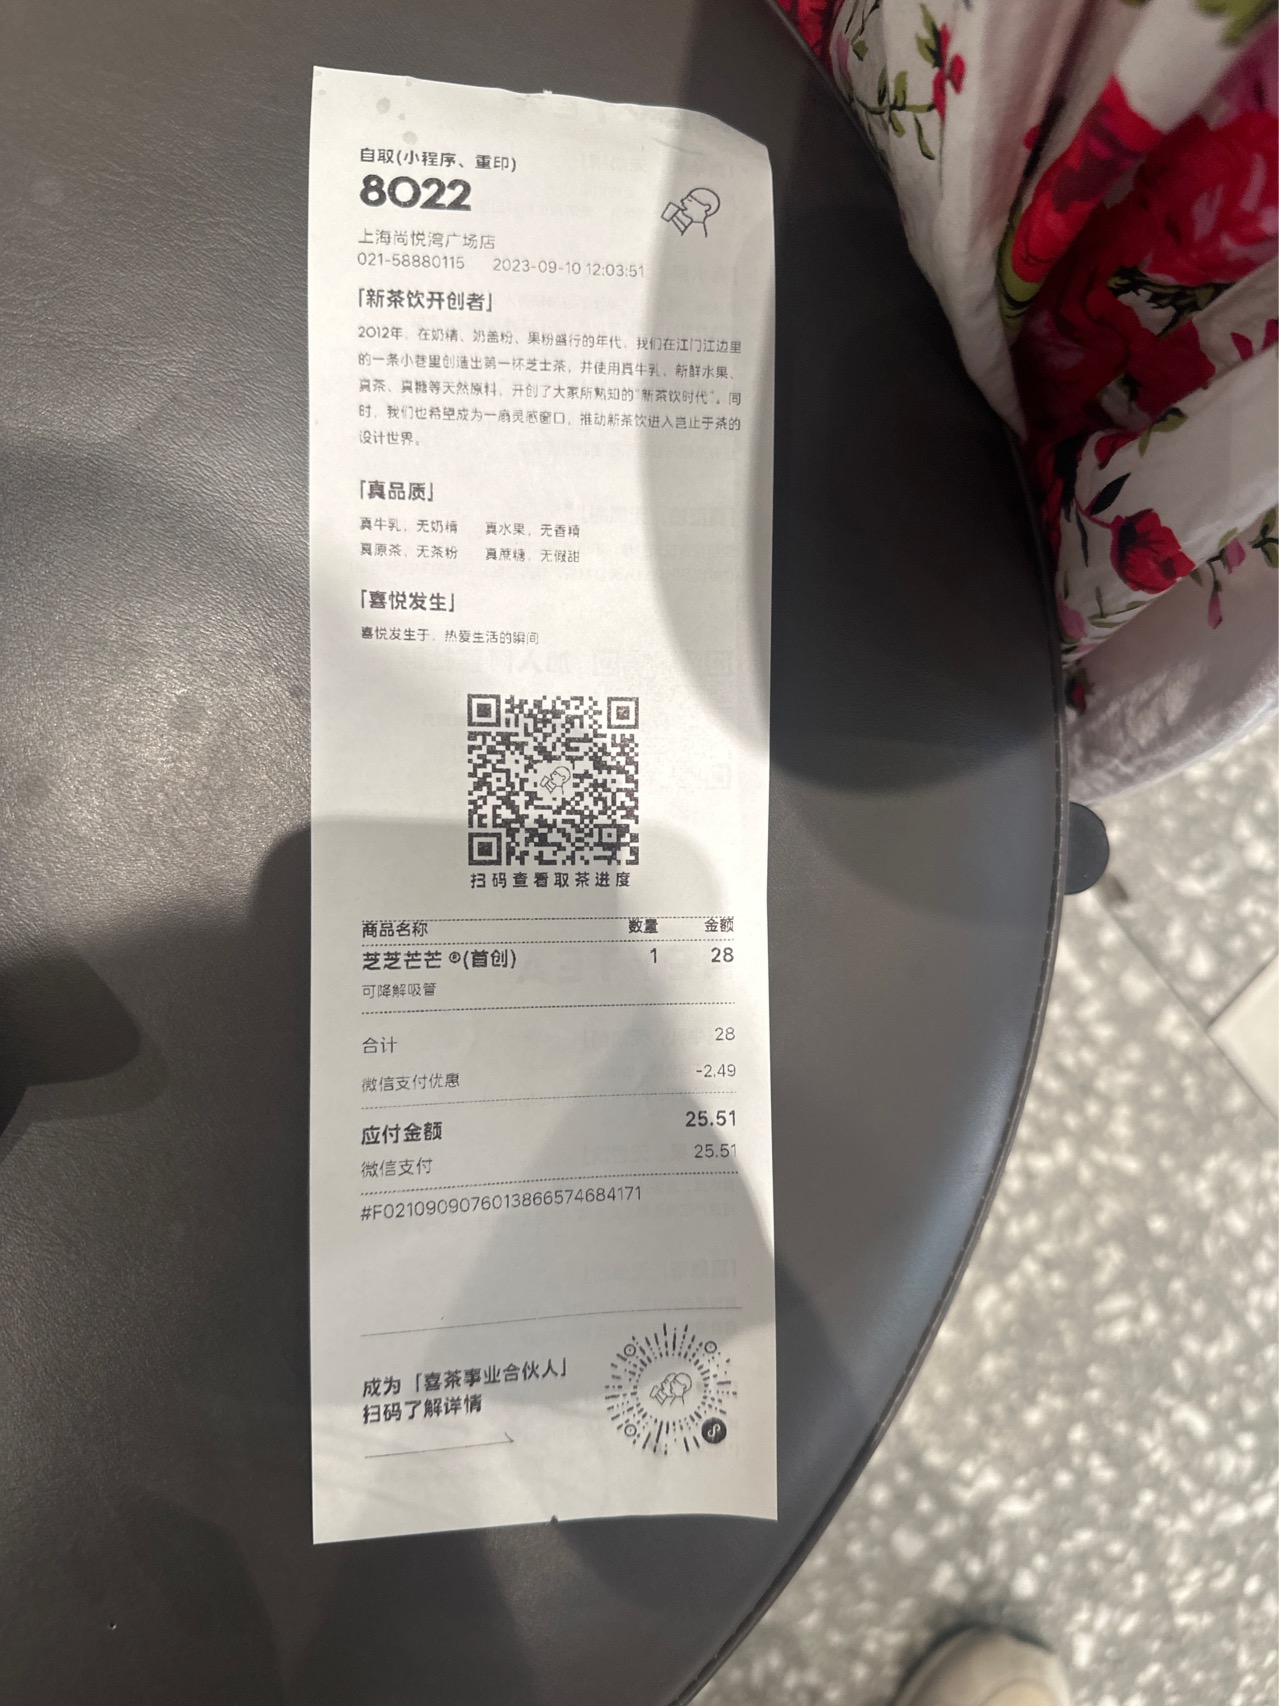 自取(小程序、重印)
8022
上海尚悦湾广场店
021-58880115 2023-09-10 12:03:51
「新茶饮开创者」
2012年，在奶精、奶盖粉、果粉盛行的年代，我们在江门江边里
的一条小巷里创造出第一杯芝士茶，并使用真牛乳、新鲜水果、
真茶、真糖等天然原料，开创了大家所熟知的“新茶饮时代”。同
时，我们也希望成为一扇灵感窗口，推动新茶饮进入岂止于茶的
设计世界。
「真品质」
真牛乳，无奶精 真水果，无香精
真原茶，无茶粉 真蔗糖，无假甜
「喜悦发生」
喜悦发生于，热爱生活的瞬间
扫码查看取茶进度
商品名称 数量 金额
芝芝芒芒®(首创) 1 28
可降解吸管
合计 28
微信支付优惠 -2.49
应付金额 25.51
微信支付 25.51
#F0210909076013866574684171
成为「喜茶事业合伙人」
扫码了解详情